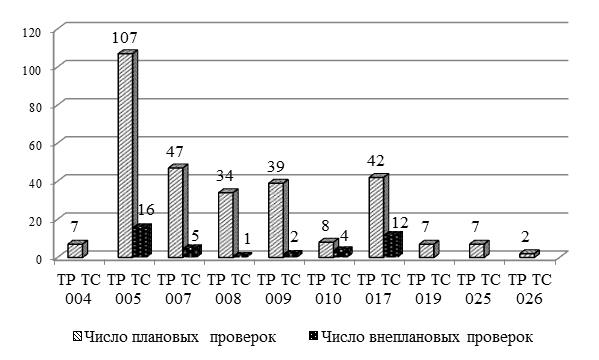 120
100
80
60
40
20
0
7
107
16
47
5
34
1
39
2
8
4
42
12
7
7
2
ТР ТС 004
ТР ТС 005
ТР ТС 007
ТР ТС 008
ТР ТС 009
ТР ТС 010
ТР ТС 017
ТР ТС 019
ТР ТС 025
ТР ТС 026
Число плановых проверок
Число внеплановых проверок